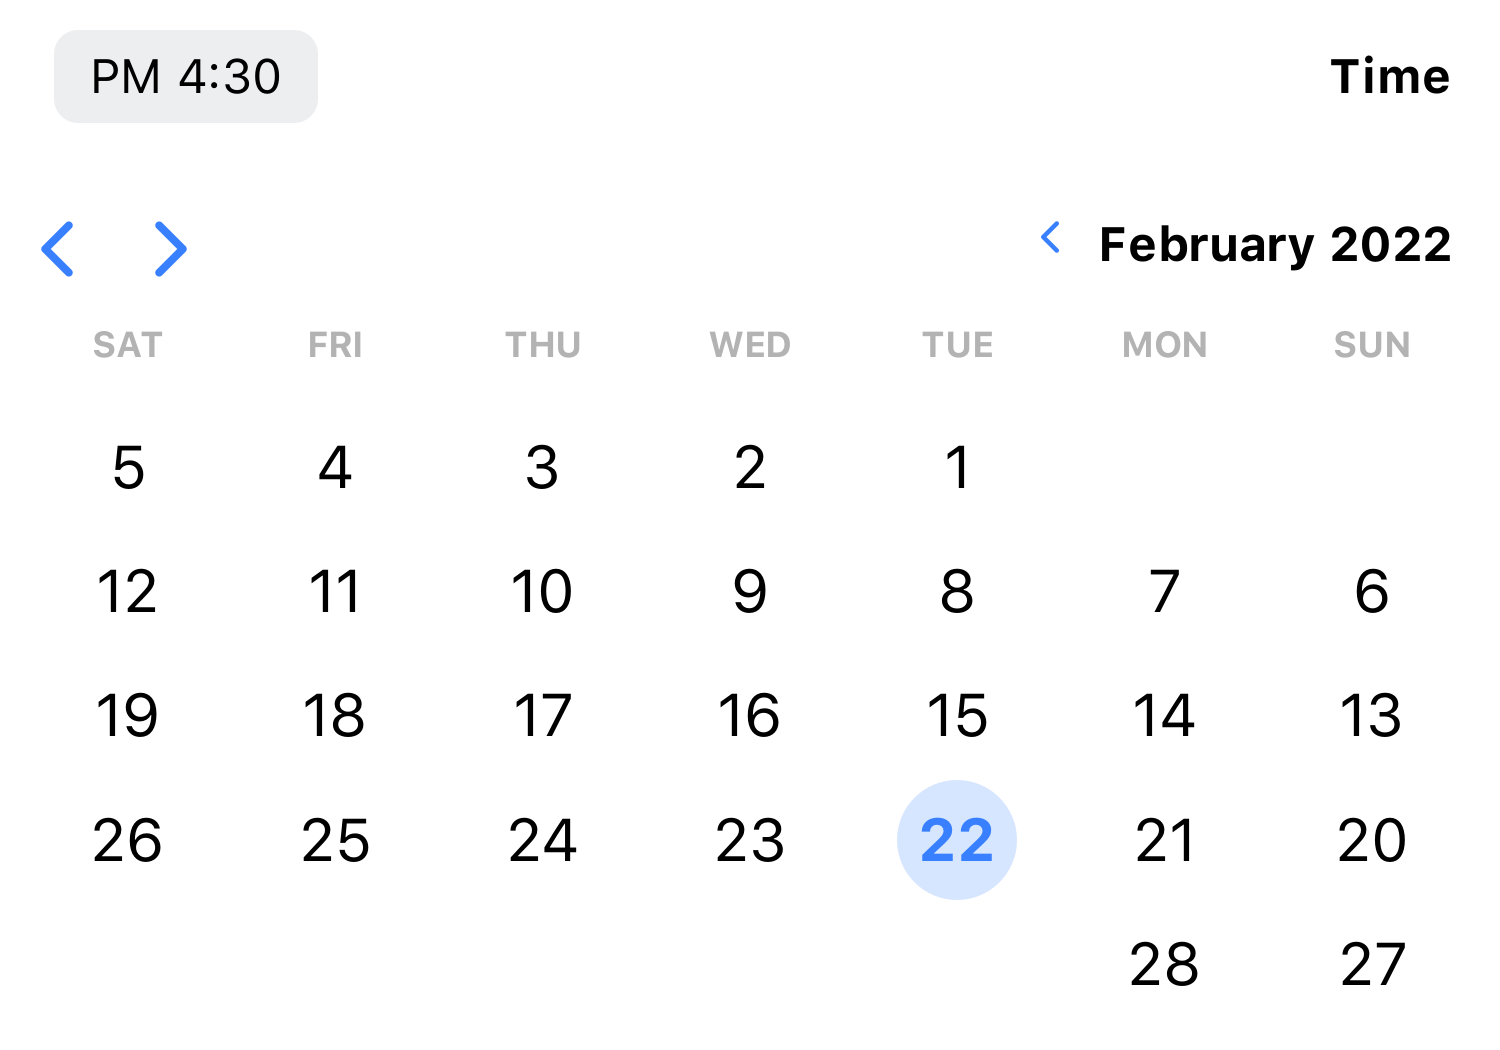 Time
PM 4:30
February 2022
SUN MON TUE WED THU FRI SAT
1 2 3 4 5
6 7 8 9 10 11 12
13 14 15 16 17 18 19
20 21 22 23 24 25 26
27 28